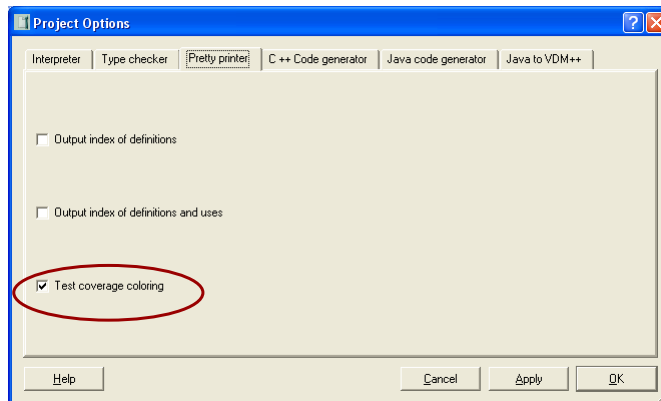 Project Options
Interpreter Type checker Pretty printer C ++ Code generator Java code generator Java to VDM++
Output index of definitions
Output index of definitions and uses
Test coverage coloring
Help Cancel Apply OK